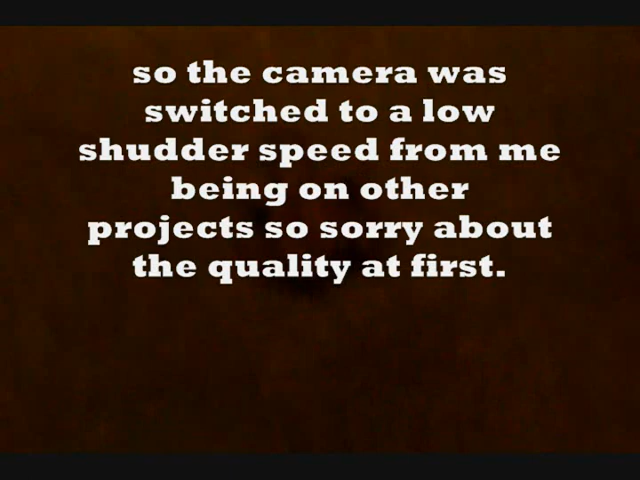 so the camera was
switched to a low
shudder speed from me
being on other
projects so sorry about
the quality at first.